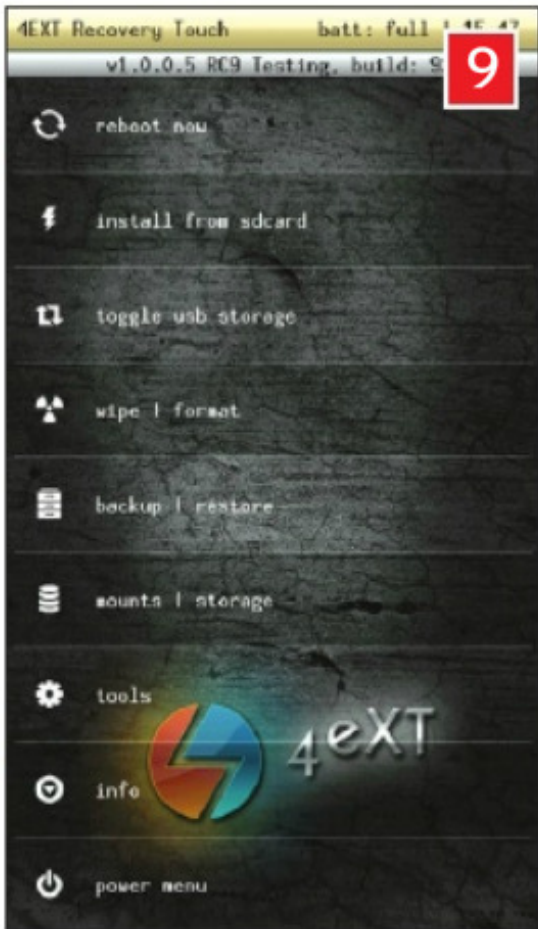 4EXT Recovery Touch batt: full | 15
9
v1.0.0.5 RC9 Testing, build:
reboot now
install from sdcard
toggle usb storage
wipe | format
backup | restore
mounts | storage
tools
4eXT
info
power menu